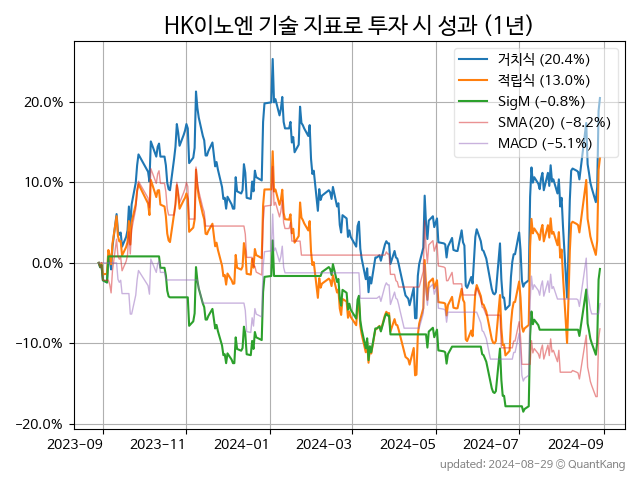 HK이노엔 기술 지표로 투자 시 성과 (1년)
거치식 (20.4%)
적립식 (13.0%)
SigM (−0.8%)
SMA(20) (−8.2%)
MACD (−5.1%)
20.0%
10.0%
0.0%
−10.0%
−20.0%
2023-09 2023-11 2024-01 2024-03 2024-05 2024-07 2024-09
updated: 2024-08-29 © QuantKang